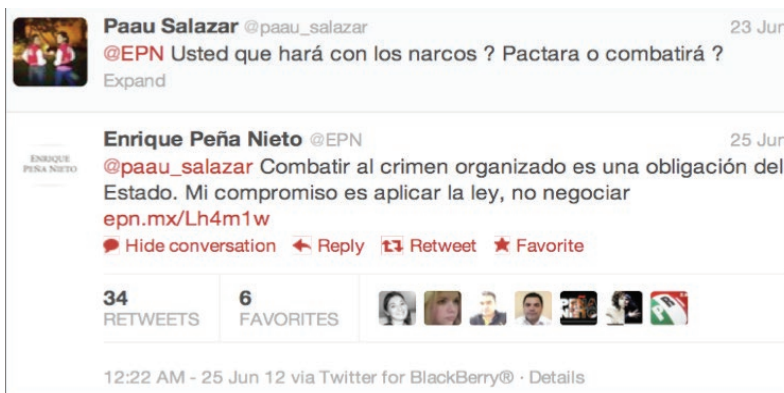 Paau Salazar @paau_salazar 23 Jun
@EPN Usted que hará con los narcos ? Pactara o combatirá ?
Expand
Enrique Peña Nieto @EPN 25 Jun
ENRIQUE
PEÑA NIETO
@paau_salazar Combatir al crimen organizado es una obligación del
Estado. Mi compromiso es aplicar la ley, no negociar
epn.mx/Lh4m1w
Hide conversation Reply Retweet Favorite
34 6
RETWEETS FAVORITES
12:22 AM - 25 Jun 12 via Twitter for BlackBerry® · Details